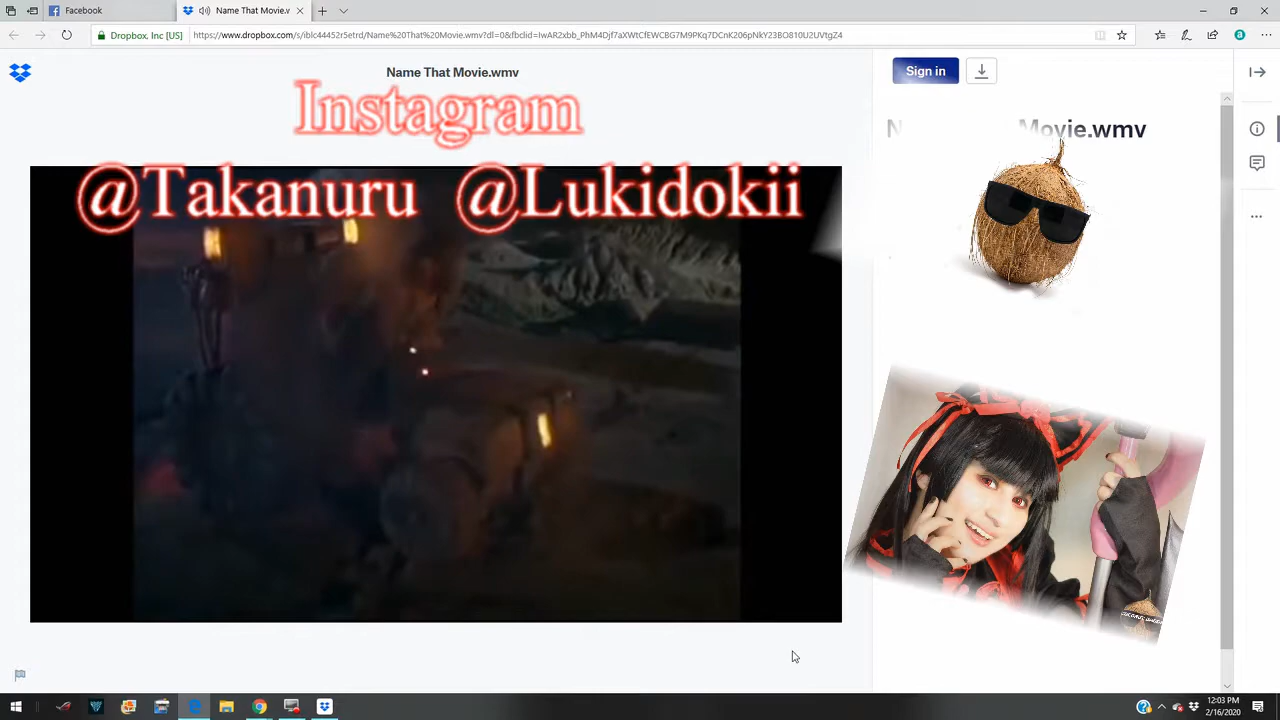 Facebook
Name That Movie.w
Dropbox, Inc [US]
https://www.dropbox.com/s/iblc44452r5etrd/Name%20That%20Movie.wmv?dl=0&fbclid=IwAR2xbb_PhM4Djf7aXWtCfEWCBG7M9PKq7DCnK206pNkY23BO810U2UVtgZ4
Name That Movie.wmv
Sign in
Instagram
Movie.wmv
@Takanuru @Lukidokii
12:03 PM
2/16/2020